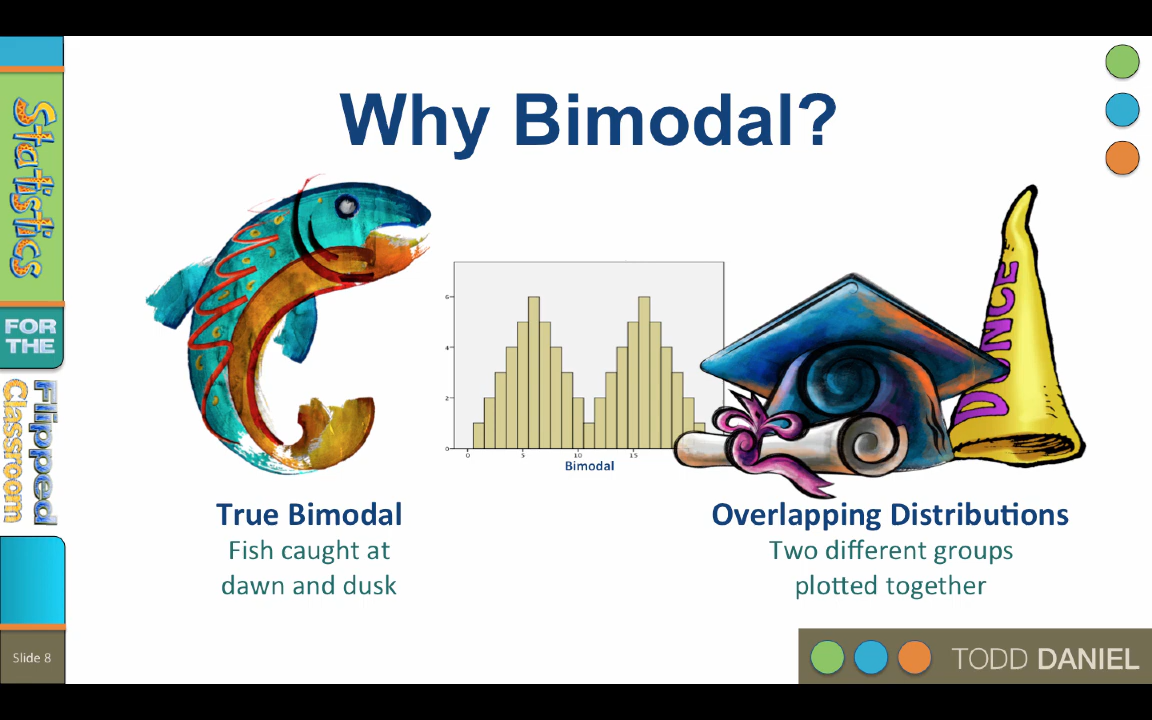 Why Bimodal?
Statistics
FOR
THE
Flipped
Classroom
DUNCE
6
4
2
0
0 5 10 15
Bimodal
True Bimodal
Fish caught at
dawn and dusk
Overlapping Distributions
Two different groups
plotted together
Slide 8
TODD DANIEL